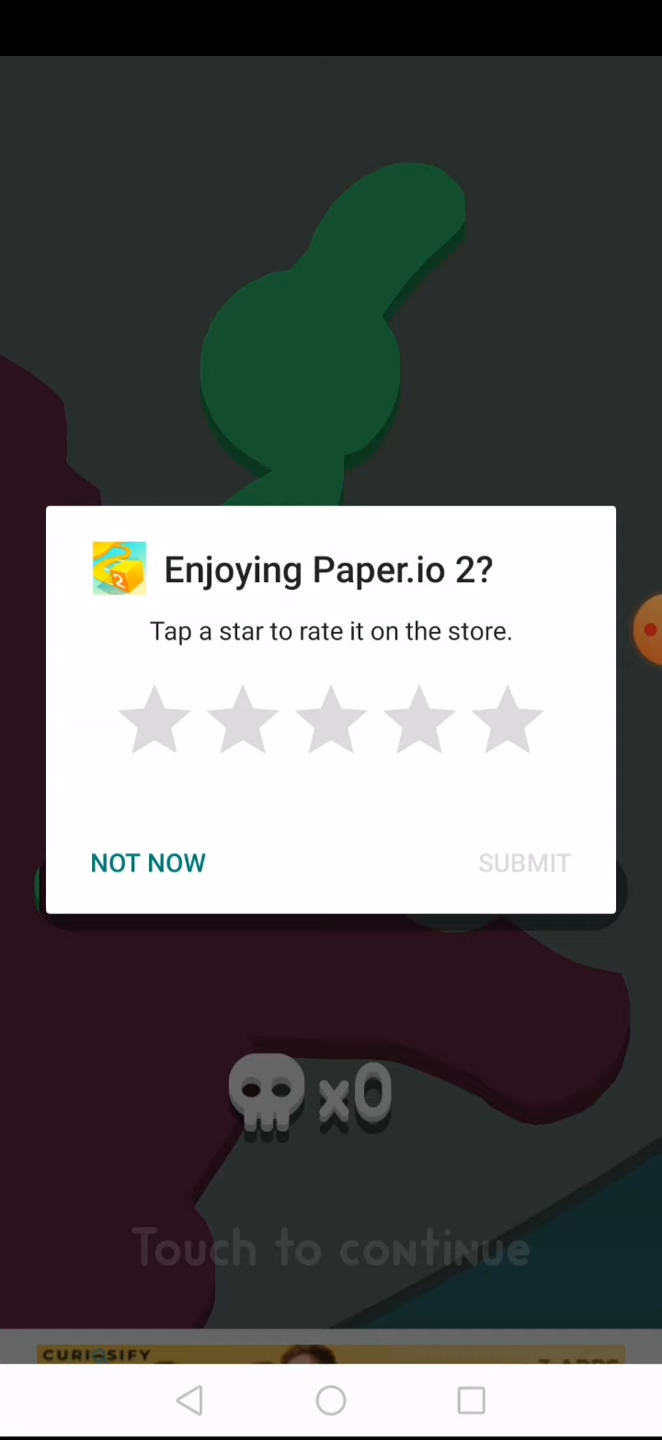 Enjoying Paper.io 2?
Tap a star to rate it on the store.
NOT NOW
SUBMIT
x0
Touch to continue
CURIOSIFY